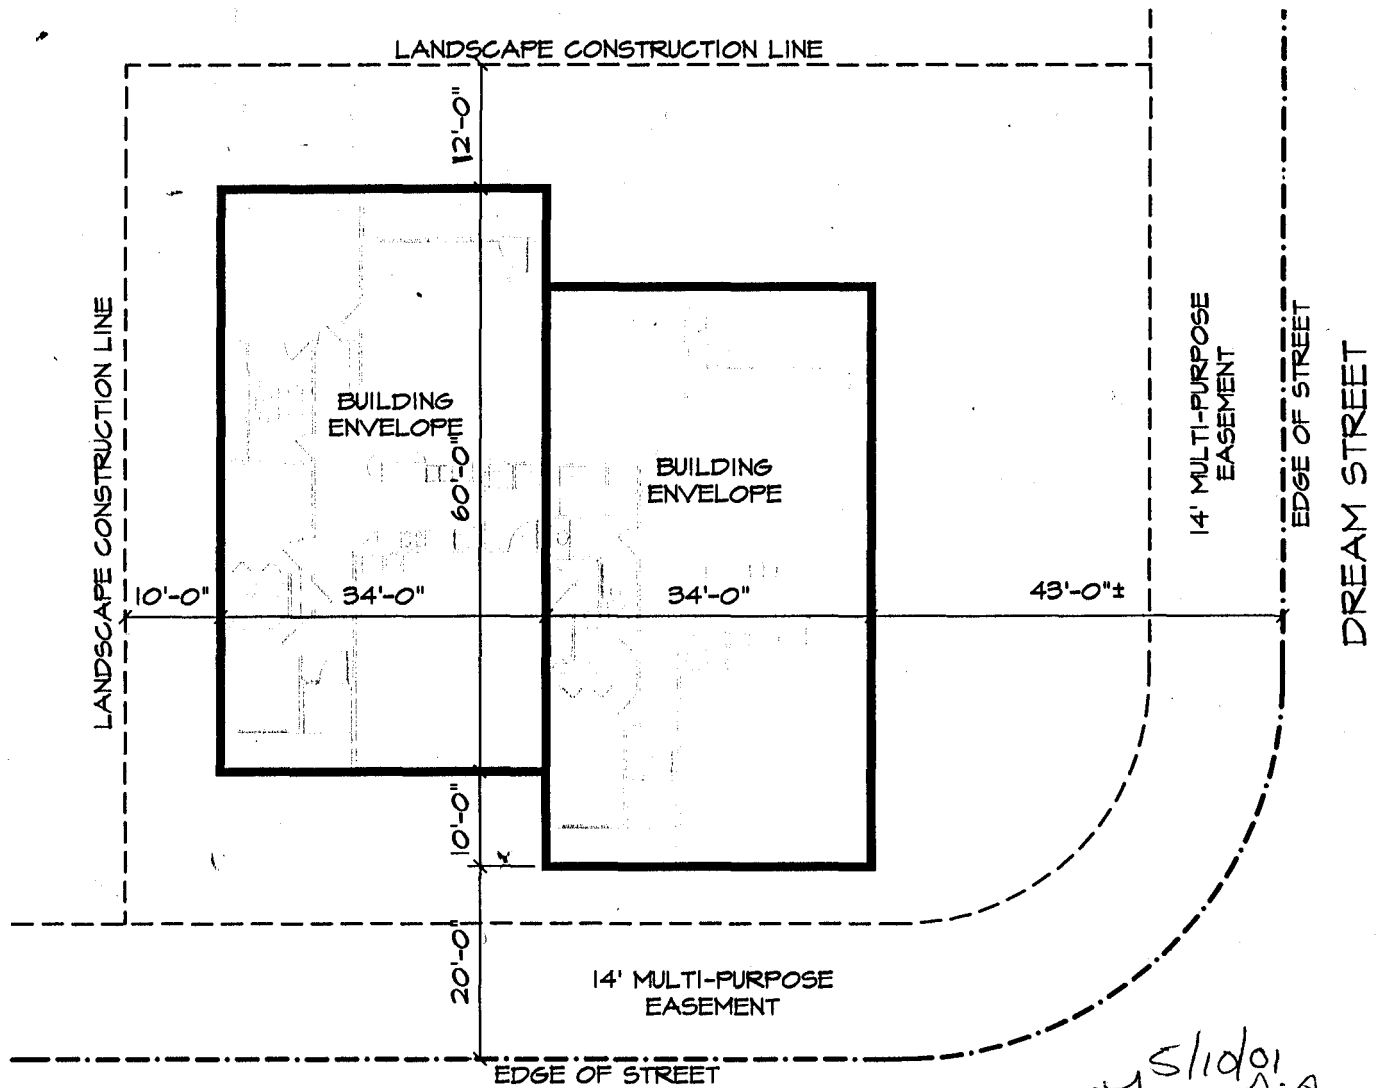 LANDSCAPE CONSTRUCTION LINE
12'-0"
LANDSCAPE CONSTRUCTION LINE
BUILDING
ENVELOPE
60'-0"
BUILDING
ENVELOPE
14' MULTI-PURPOSE
EASEMENT
EDGE OF STREET
DREAM STREET
10'-0"
34'-0"
34'-0"
43'-0"±
10'-0"
20'-0"
14' MULTI-PURPOSE
EASEMENT
EDGE OF STREET
5/10/01